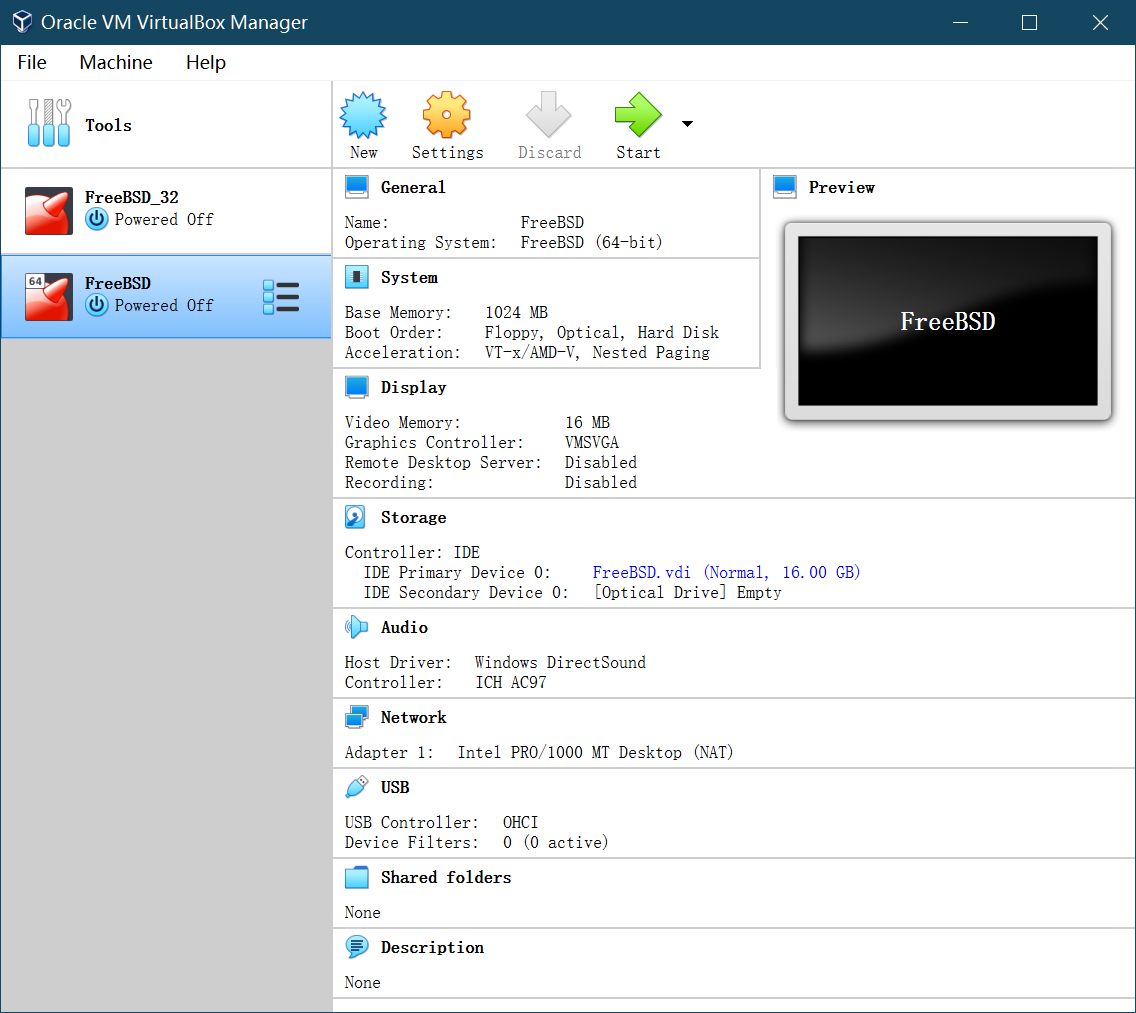 Oracle VM VirtualBox Manager
File Machine Help
Tools
New Settings Discard Start
FreeBSD_32
Powered Off
64
FreeBSD
Powered Off
General
Name: FreeBSD
Operating System: FreeBSD (64-bit)
System
Base Memory: 1024 MB
Boot Order: Floppy, Optical, Hard Disk
Acceleration: VT-x/AMD-V, Nested Paging
Preview
FreeBSD
Display
Video Memory: 16 MB
Graphics Controller: VMSVGA
Remote Desktop Server: Disabled
Recording: Disabled
Storage
Controller: IDE
IDE Primary Device 0: FreeBSD.vdi (Normal, 16.00 GB)
IDE Secondary Device 0: [Optical Drive] Empty
Audio
Host Driver: Windows DirectSound
Controller: ICH AC97
Network
Adapter 1: Intel PRO/1000 MT Desktop (NAT)
USB
USB Controller: OHCI
Device Filters: 0 (0 active)
Shared folders
None
Description
None